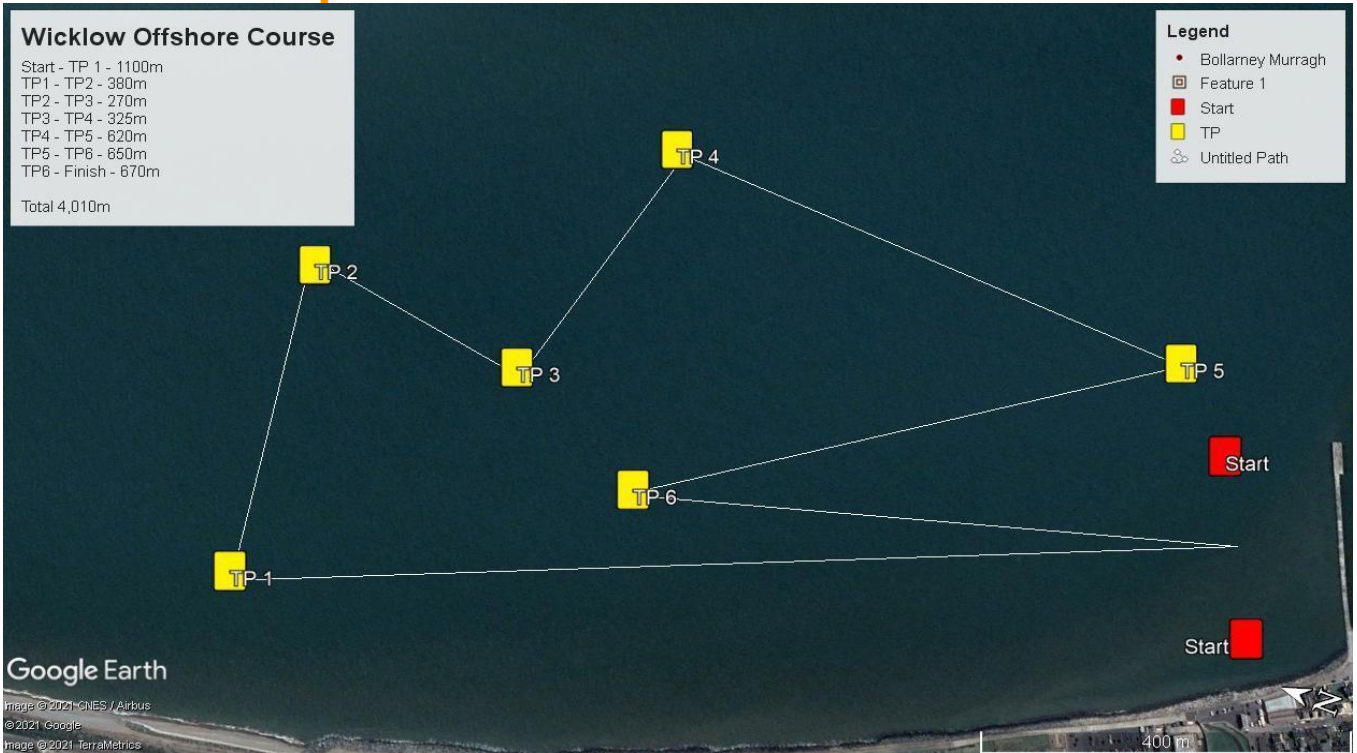 Wicklow Offshore Course
Start - TP 1 - 1100m
TP1 - TP2 - 380m
TP2 - TP3 - 270m
TP3 - TP4 - 325m
TP4 - TP5 - 620m
TP5 - TP6 - 650m
TP6 - Finish - 670m
Total 4,010m
Legend
Bollarney Murragh
Feature 1
Start
TP
Untitled Path
TP 4
TP 2
TP 3
TP 5
Start
TP 6
TP 1
Start
Google Earth
Image © 2021 CNES / Airbus
© 2021 Google
Image © 2021 TerraMetrics
N
400 m